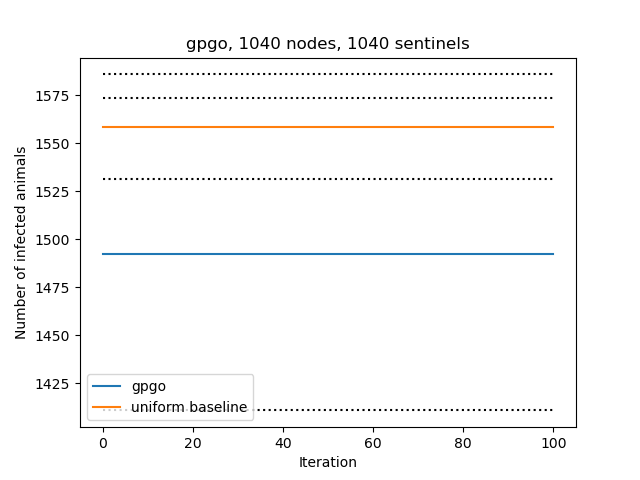 gpgo, 1040 nodes, 1040 sentinels
Number of infected animals
1575
1550
1525
1500
1475
1450
1425
gpgo
uniform baseline
0 20 40 60 80 100
Iteration